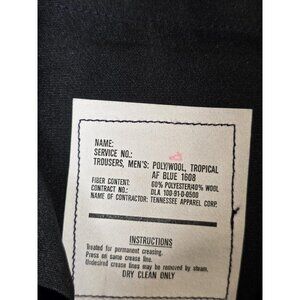 NAME:
SERVICE NO.:
TROUSERS, MEN'S: POLY/WOOL, TROPICAL
AF BLUE 1608
FIBER CONTENT: 60% POLYESTER/40% WOOL
CONTRACT NO.: DLA 100-91-D-0500
NAME OF CONTRACTOR: TENNESSEE APPAREL CORP.
INSTRUCTIONS
Treated for permanent creasing.
Press on same crease line.
Undesired crease lines may be removed by steam.
DRY CLEAN ONLY